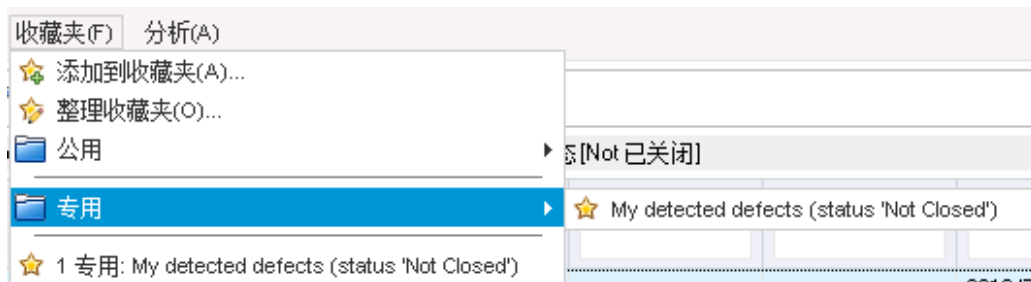 收藏夹(F) 分析(A)
添加到收藏夹(A)...
整理收藏夹(O)...
公用
态[Not 已关闭]
专用
My detected defects (status 'Not Closed')
1 专用: My detected defects (status 'Not Closed')